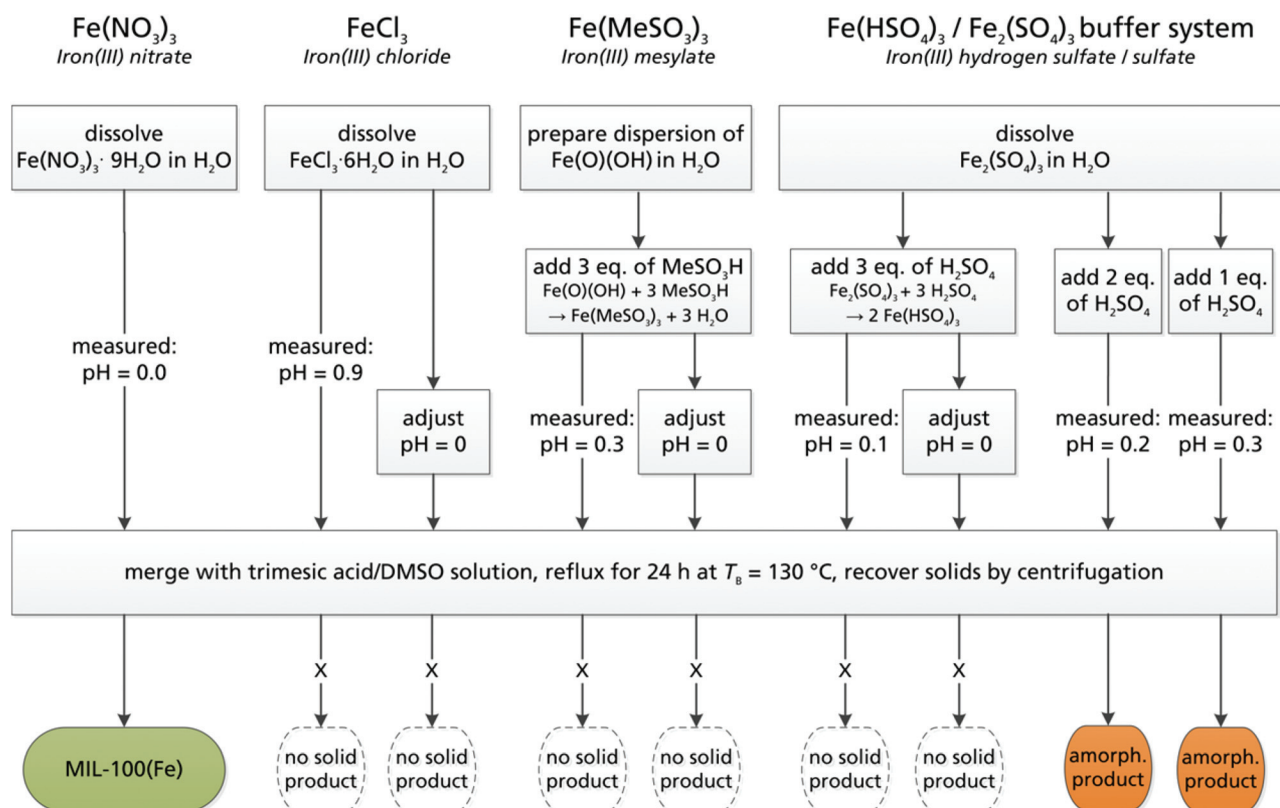 Fe(NO₃)₃
Iron(III) nitrate
FeCl₃
Iron(III) chloride
Fe(MeSO₃)₃
Iron(III) mesylate
Fe(HSO₄)₃ / Fe₂(SO₄)₃ buffer system
Iron(III) hydrogen sulfate / sulfate
dissolve
Fe(NO₃)₃· 9H₂O in H₂O
dissolve
FeCl₃·6H₂O in H₂O
prepare dispersion of
Fe(O)(OH) in H₂O
dissolve
Fe₂(SO₄)₃ in H₂O
add 3 eq. of MeSO₃H
Fe(O)(OH) + 3 MeSO₃H
→ Fe(MeSO₃)₃ + 3 H₂O
add 3 eq. of H₂SO₄
Fe₂(SO₄)₃ + 3 H₂SO₄
→ 2 Fe(HSO₄)₃
add 2 eq.
of H₂SO₄
add 1 eq.
of H₂SO₄
measured:
pH = 0.0
measured:
pH = 0.9
adjust
pH = 0
measured:
pH = 0.3
adjust
pH = 0
measured:
pH = 0.1
adjust
pH = 0
measured:
pH = 0.2
measured:
pH = 0.3
merge with trimesic acid/DMSO solution, reflux for 24 h at T_B = 130 °C, recover solids by centrifugation
X
X
X
X
X
X
MIL-100(Fe)
no solid
product
no solid
product
no solid
product
no solid
product
no solid
product
no solid
product
amorph.
product
amorph.
product